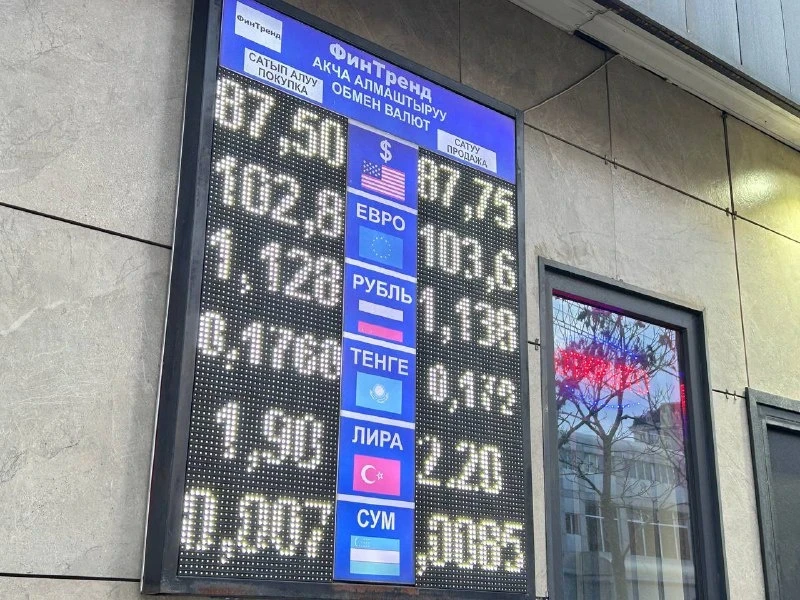 ФинТренд
ФинТренд
АКЧА АЛМАШТЫРУУ
ОБМЕН ВАЛЮТ
САТЫП АЛУУ
ПОКУПКА
САТУУ
ПРОДАЖА
87,50 $ 87,75
102,8 ЕВРО 103,6
1,128 РУБЛЬ 1,138
0,1760 ТЕНГЕ
1,90 ЛИРА 2.20
0,007 СУМ ,0085